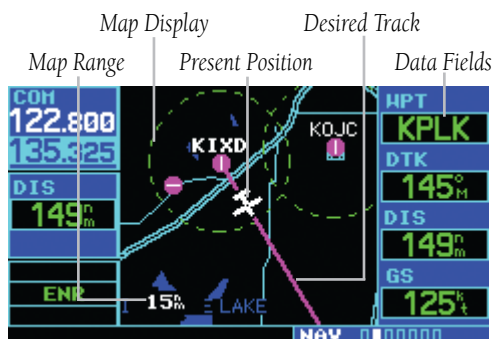 Map Display
Desired Track
Map Range
Present Position
Data Fields
COM
122.800
135.325
DIS
149nm
ENR
KIXD
KOJC
15nm
E LAKE
WPT
KPLK
DTK
145°M
DIS
149nm
GS
125kt
NAV